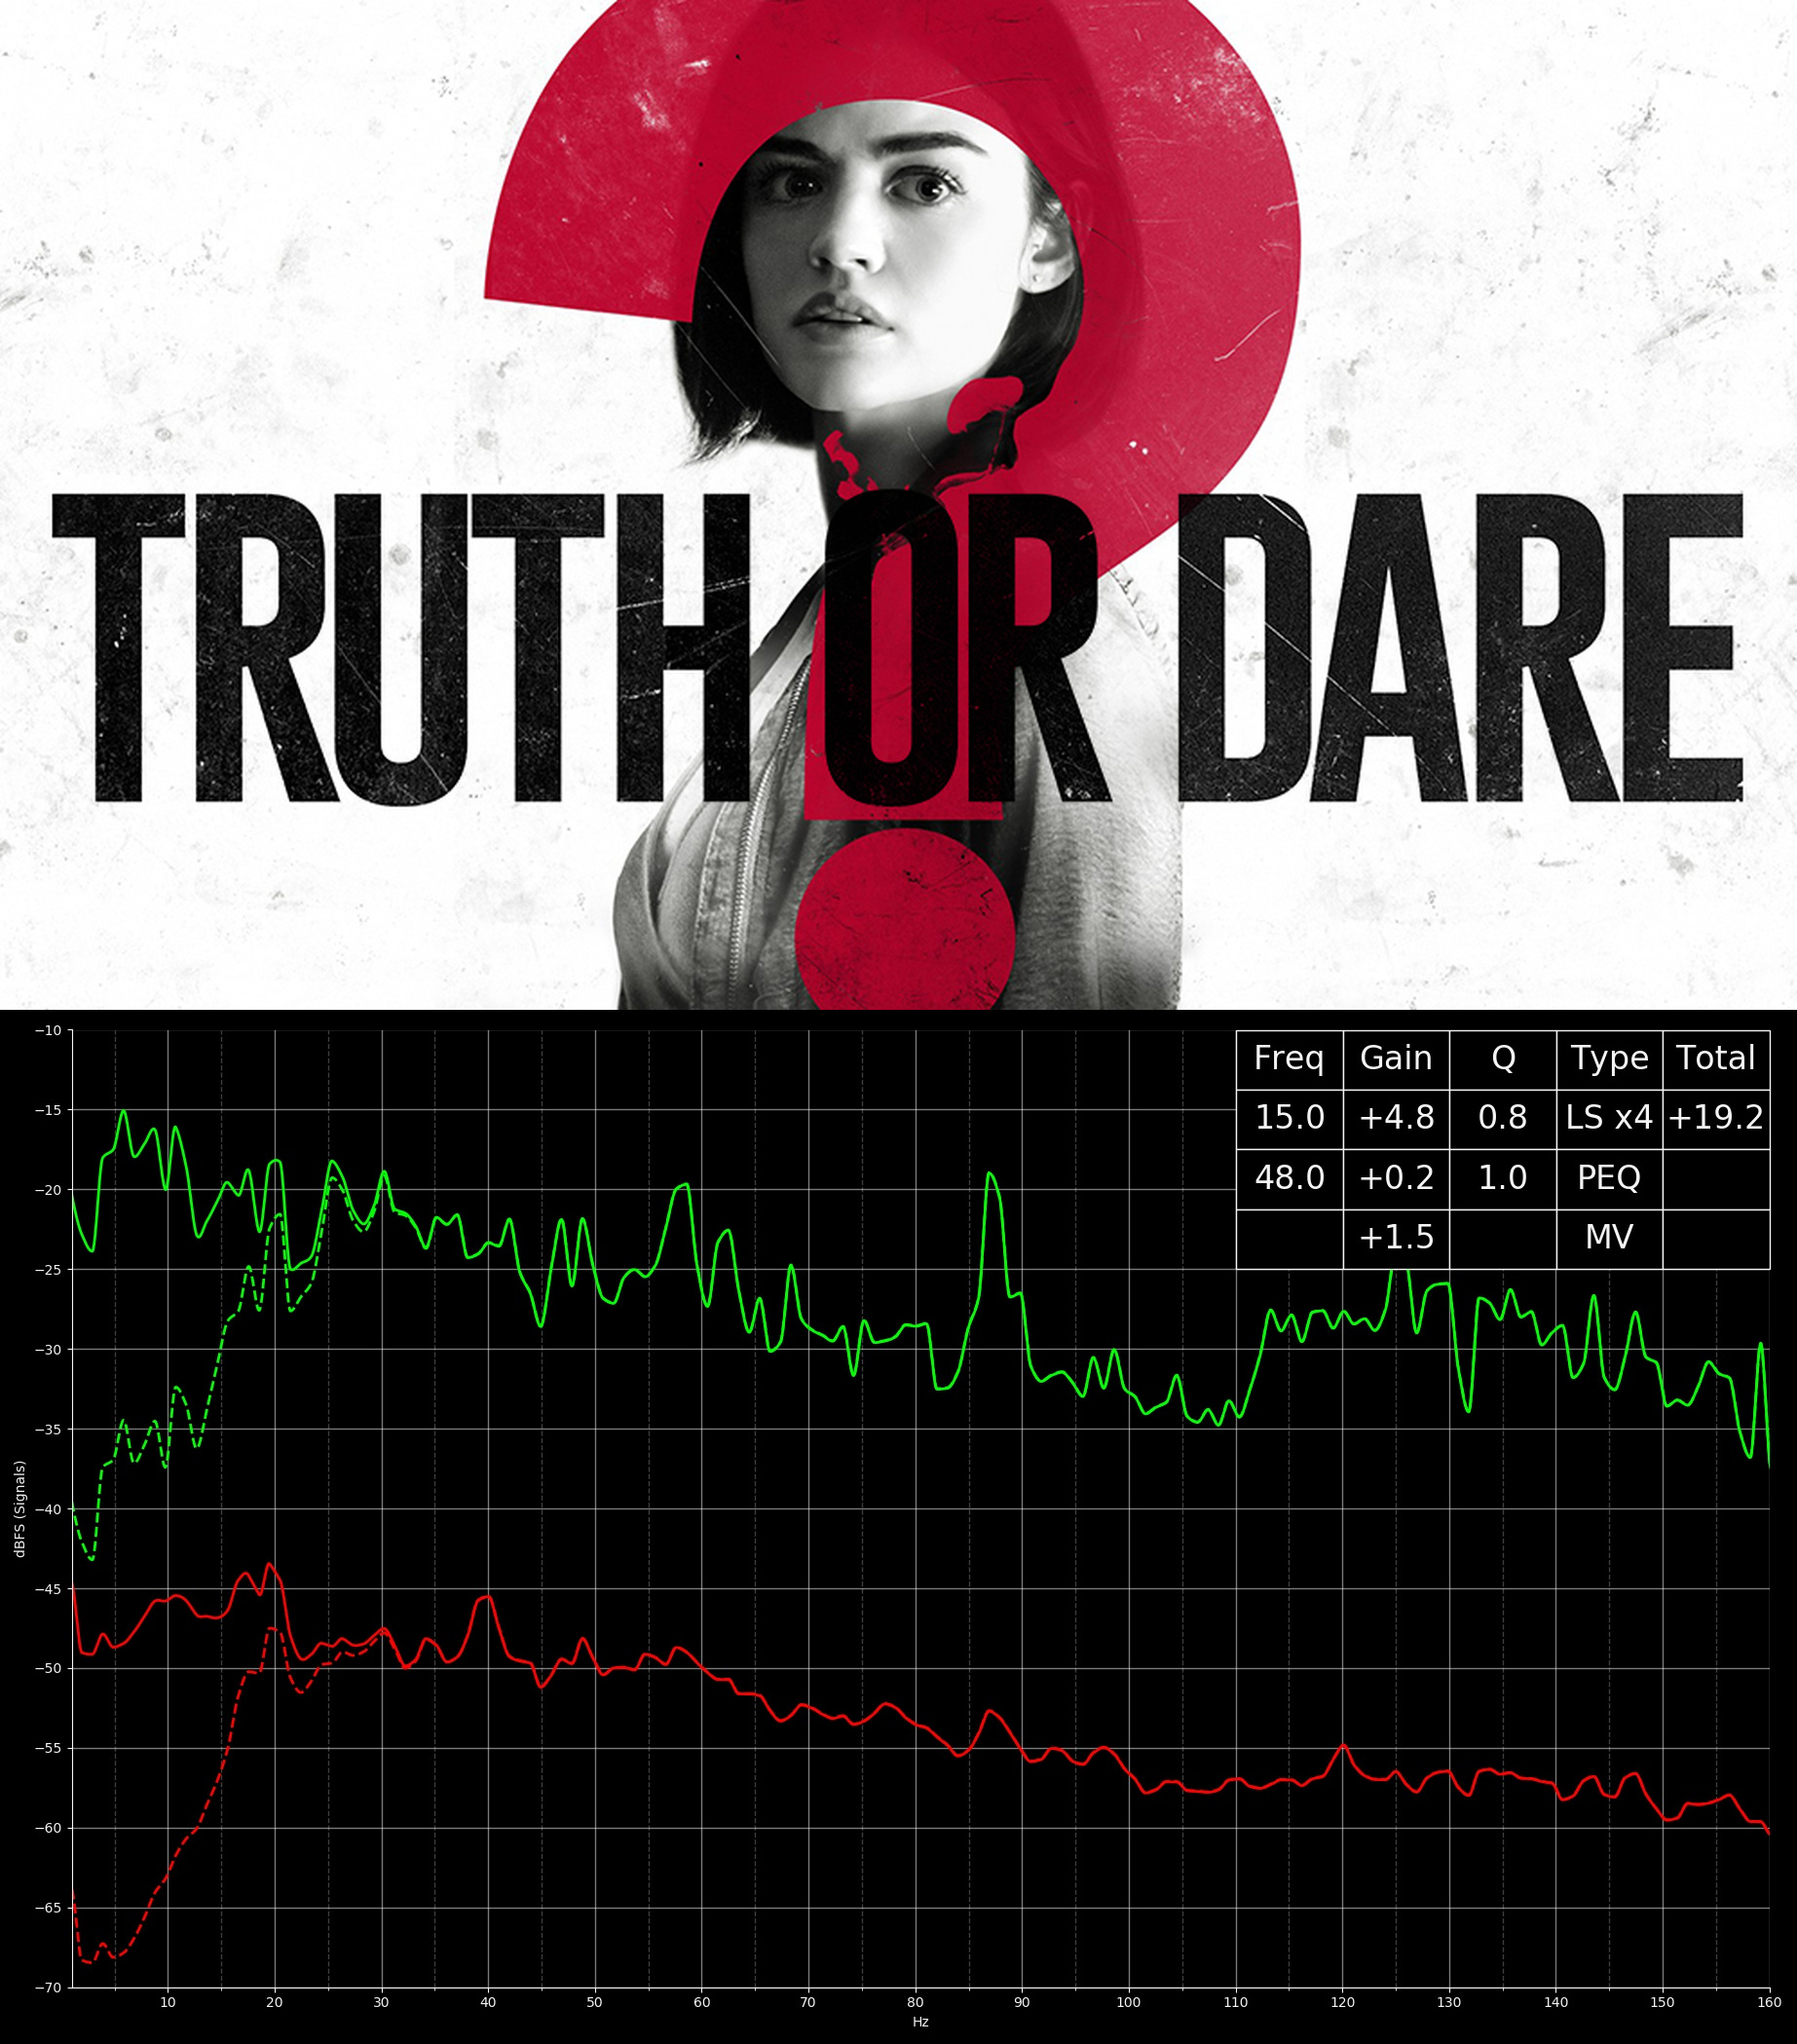 TRUTH OR DARE
Freq Gain Q Type Total
15.0 +4.8 0.8 LS x4 +19.2
48.0 +0.2 1.0 PEQ
+1.5 MV
−10
−15
−20
−25
−30
−35
−40
−45
−50
−55
−60
−65
−70
dBFS (Signals)
10 20 30 40 50 60 70 80 90 100 110 120 130 140 150 160
Hz